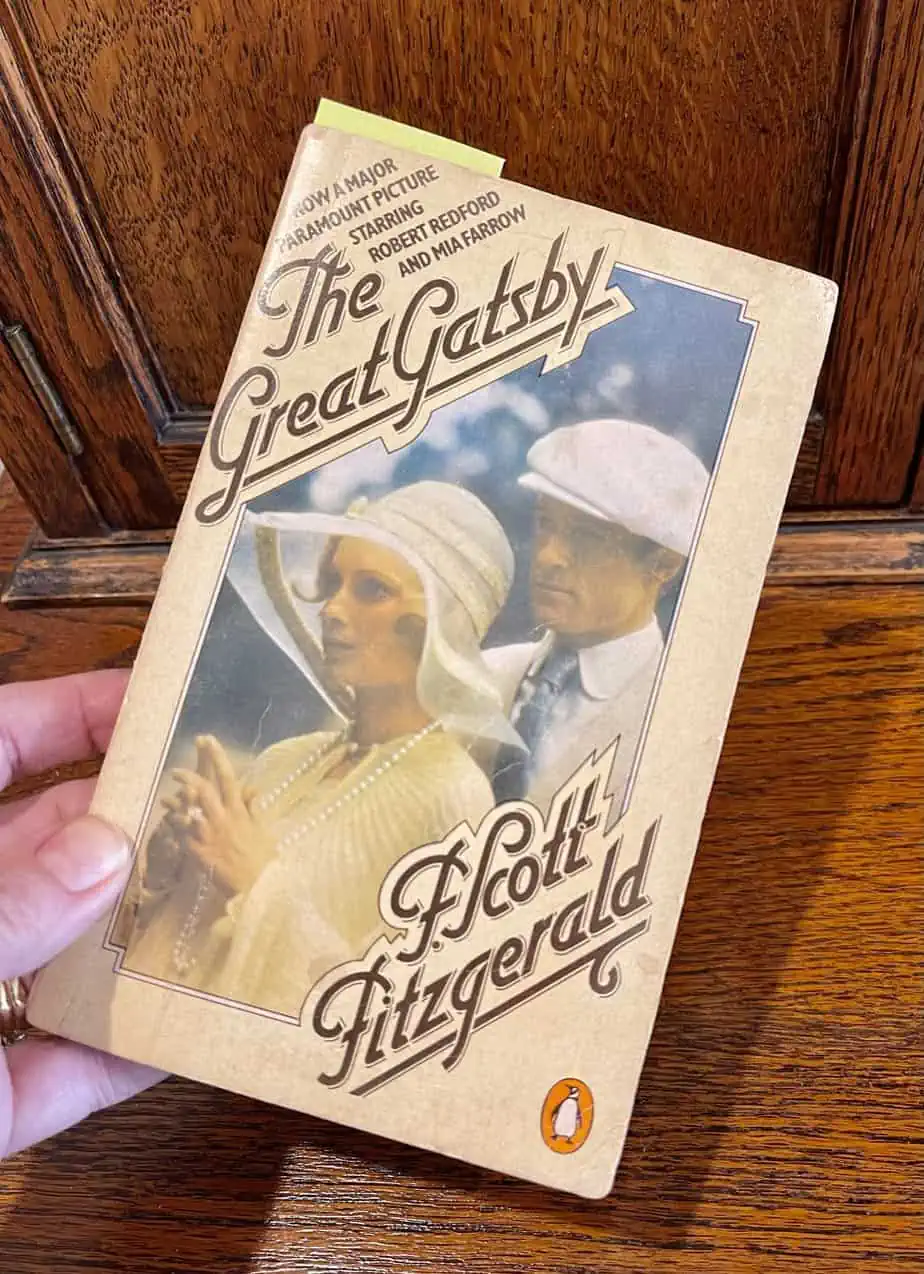 NOW A MAJOR
PARAMOUNT PICTURE
STARRING
ROBERT REDFORD
AND MIA FARROW
The
Great Gatsby
F. Scott
Fitzgerald